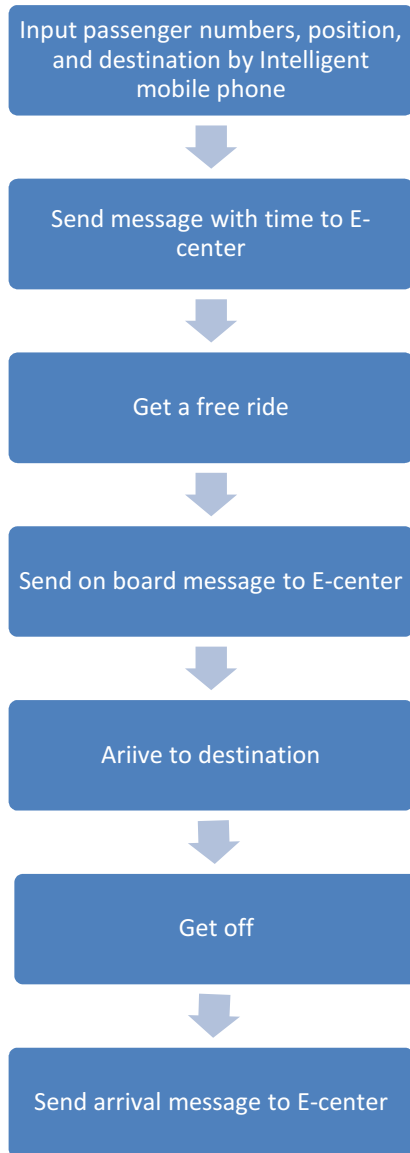 Input passenger numbers, position,
and destination by Intelligent
mobile phone
Send message with time to E-
center
Get a free ride
Send on board message to E-center
Ariive to destination
Get off
Send arrival message to E-center